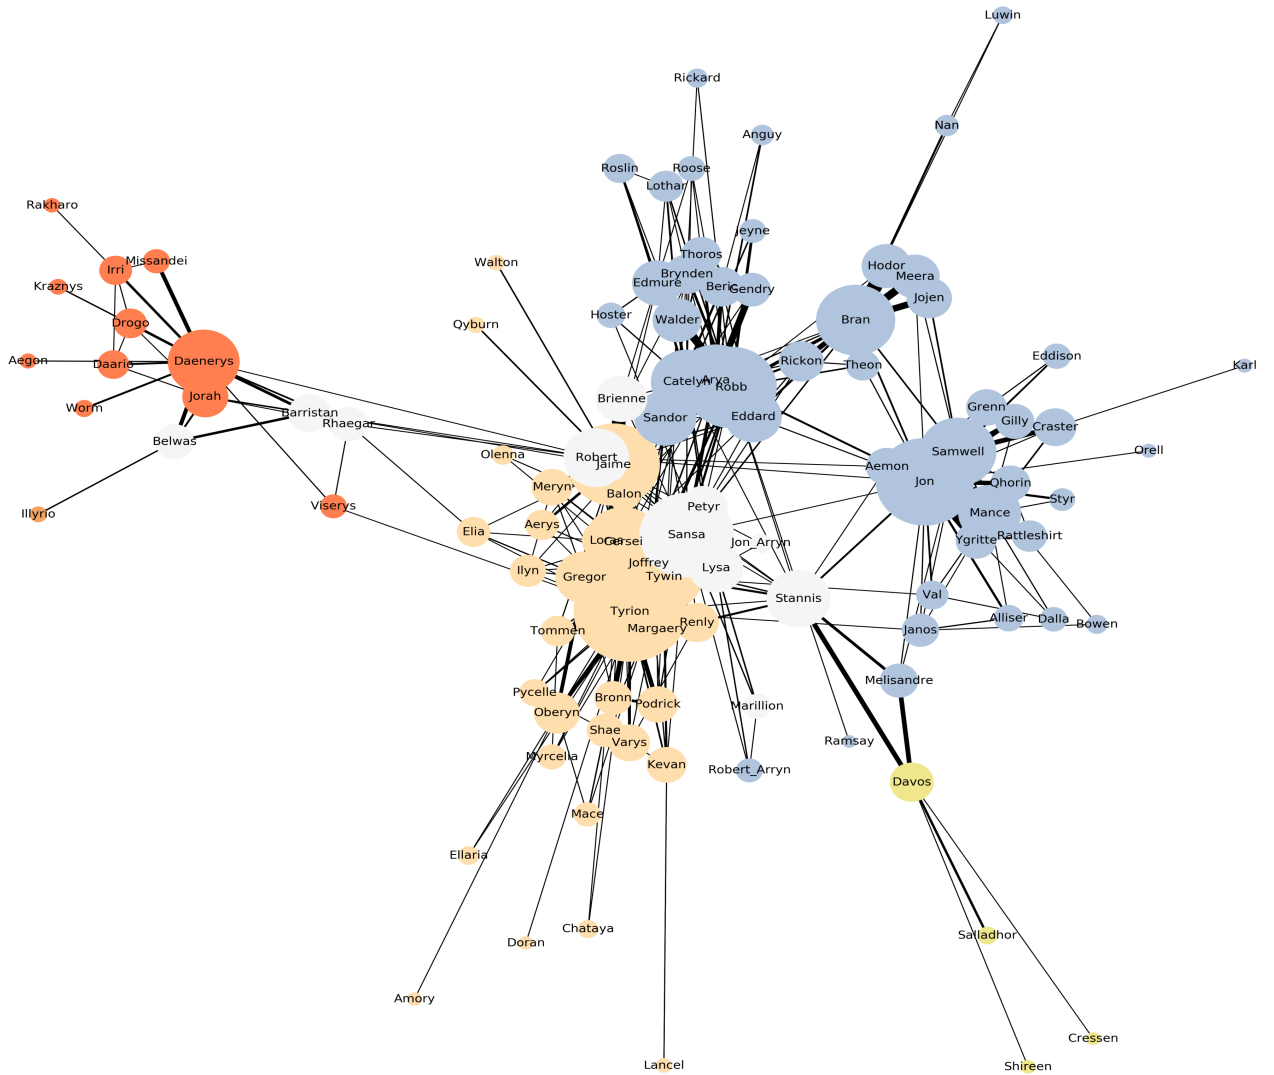 Luwin
Rickard
Nan
Anguy
Roslin
Roose
Lothar
Rakharo
Jeyne
Thoros
Missandei
Walton
Irri
Hodor
Brynden
Meera
Edmure
Kraznys
Beric
Gendry
Jojen
Hoster
Walder
Bran
Drogo
Qyburn
Eddison
Aegon
Daenerys
Rickon
Daario
Theon
Karl
Catelyn
Arya
Robb
Jorah
Brienne
Worm
Grenn
Barristan
Sandor
Eddard
Gilly
Rhaegar
Craster
Belwas
Olenna
Robert
Jaime
Samwell
Orell
Aemon
Jon
Qhorin
Meryn
Balon
Styr
Viserys
Petyr
Illyrio
Mance
Aerys
Elia
Sansa
Rattleshirt
Loras
Cersei
Jon_Arryn
Ygritte
Joffrey
Lysa
Ilyn
Gregor
Tywin
Val
Stannis
Tyrion
Alliser
Dalla
Renly
Bowen
Tommen
Margaery
Janos
Melisandre
Pycelle
Bronn
Podrick
Marillion
Oberyn
Shae
Varys
Ramsay
Myrcella
Kevan
Robert_Arryn
Davos
Mace
Ellaria
Chataya
Salladhor
Doran
Amory
Cressen
Lancel
Shireen